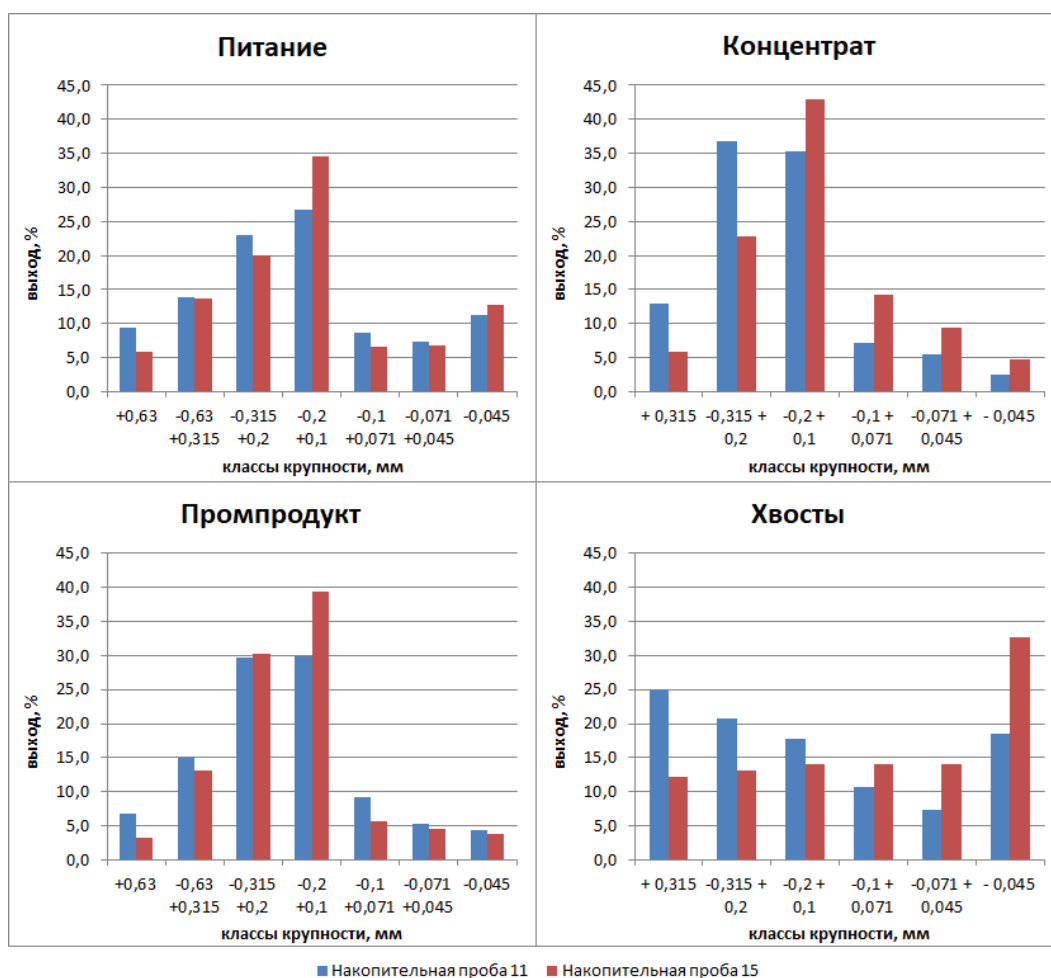 Питание
выход, %
45,0
40,0
35,0
30,0
25,0
20,0
15,0
10,0
5,0
0,0
+0,63 -0,63 -0,315 -0,2 -0,1 -0,071 -0,045
+0,315 +0,2 +0,1 +0,071 +0,045
классы крупности, мм
Концентрат
выход, %
45,0
40,0
35,0
30,0
25,0
20,0
15,0
10,0
5,0
0,0
+ 0,315 -0,315 + -0,2 + -0,1 + -0,071 + - 0,045
0,2 0,1 0,071 0,045
классы крупности, мм
Промпродукт
выход, %
45,0
40,0
35,0
30,0
25,0
20,0
15,0
10,0
5,0
0,0
+0,63 -0,63 -0,315 -0,2 -0,1 -0,071 -0,045
+0,315 +0,2 +0,1 +0,071 +0,045
классы крупности, мм
Хвосты
выход, %
45,0
40,0
35,0
30,0
25,0
20,0
15,0
10,0
5,0
0,0
+ 0,315 -0,315 + -0,2 + -0,1 + -0,071 + - 0,045
0,2 0,1 0,071 0,045
классы крупности, мм
Накопительная проба 11 Накопительная проба 15